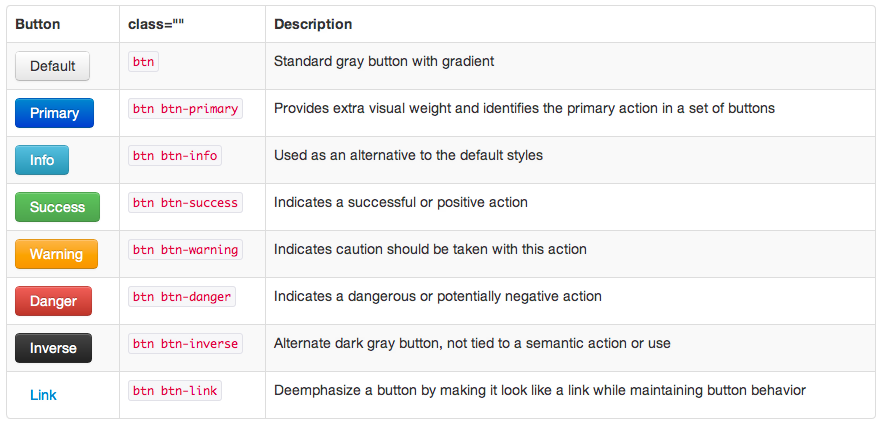 Button class="" Description
Default btn Standard gray button with gradient
Primary btn btn-primary Provides extra visual weight and identifies the primary action in a set of buttons
Info btn btn-info Used as an alternative to the default styles
Success btn btn-success Indicates a successful or positive action
Warning btn btn-warning Indicates caution should be taken with this action
Danger btn btn-danger Indicates a dangerous or potentially negative action
Inverse btn btn-inverse Alternate dark gray button, not tied to a semantic action or use
Link btn btn-link Deemphasize a button by making it look like a link while maintaining button behavior